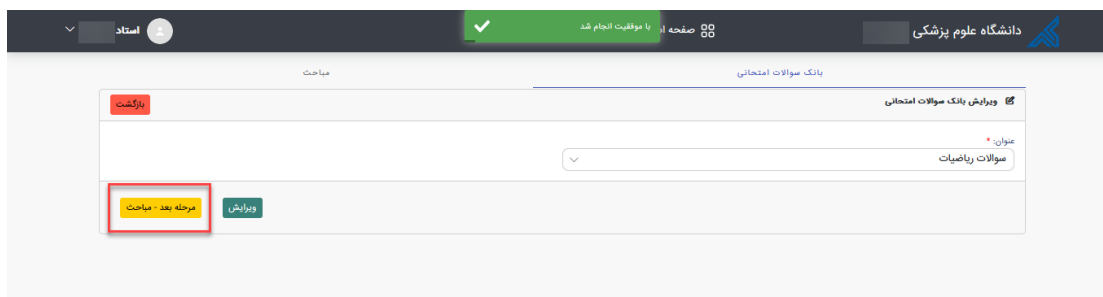 دانشگاه علوم پزشکی
صفحه ا
با موفقیت انجام شد
استاد
بانک سوالات امتحانی
مباحث
ویرایش بانک سوالات امتحانی
بازگشت
عنوان: *
سوالات ریاضیات
ویرایش
مرحله بعد - مباحث